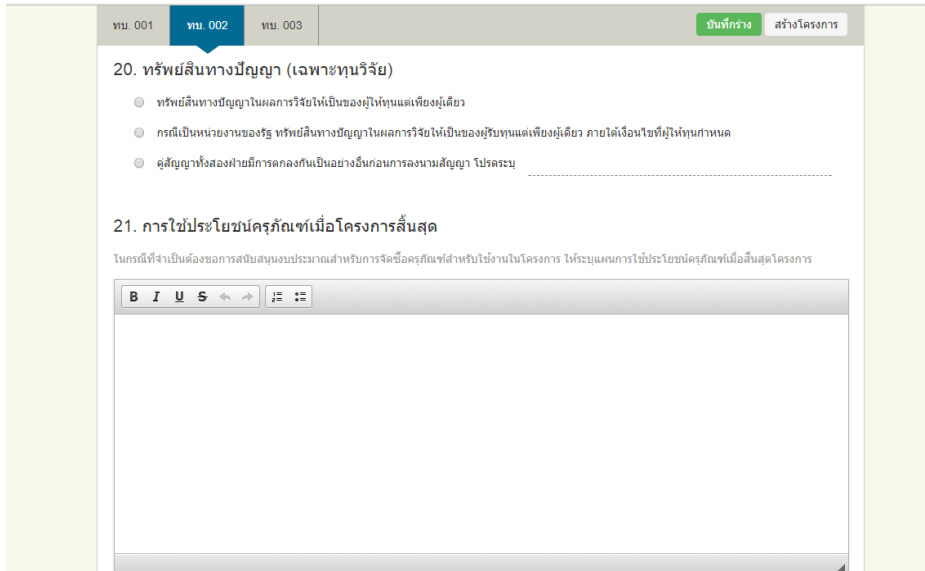 ทบ. 001 ทบ. 002 ทบ. 003 บันทึกร่าง สร้างโครงการ
20. ทรัพย์สินทางปัญญา (เฉพาะทุนวิจัย)
ทรัพย์สินทางปัญญาในผลการวิจัยให้เป็นของผู้ให้ทุนแต่เพียงผู้เดียว
กรณีเป็นหน่วยงานของรัฐ ทรัพย์สินทางปัญญาในผลการวิจัยให้เป็นของผู้รับทุนแต่เพียงผู้เดียว ภายใต้เงื่อนไขที่ผู้ให้ทุนกำหนด
คู่สัญญาทั้งสองฝ่ายมีการตกลงกันเป็นอย่างอื่นก่อนการลงนามสัญญา โปรดระบุ
21. การใช้ประโยชน์ครุภัณฑ์เมื่อโครงการสิ้นสุด
ในกรณีที่จำเป็นต้องขอการสนับสนุนงบประมาณสำหรับการจัดซื้อครุภัณฑ์สำหรับใช้งานในโครงการ ให้ระบุแผนการใช้ประโยชน์ครุภัณฑ์เมื่อสิ้นสุดโครงการ
B I U S